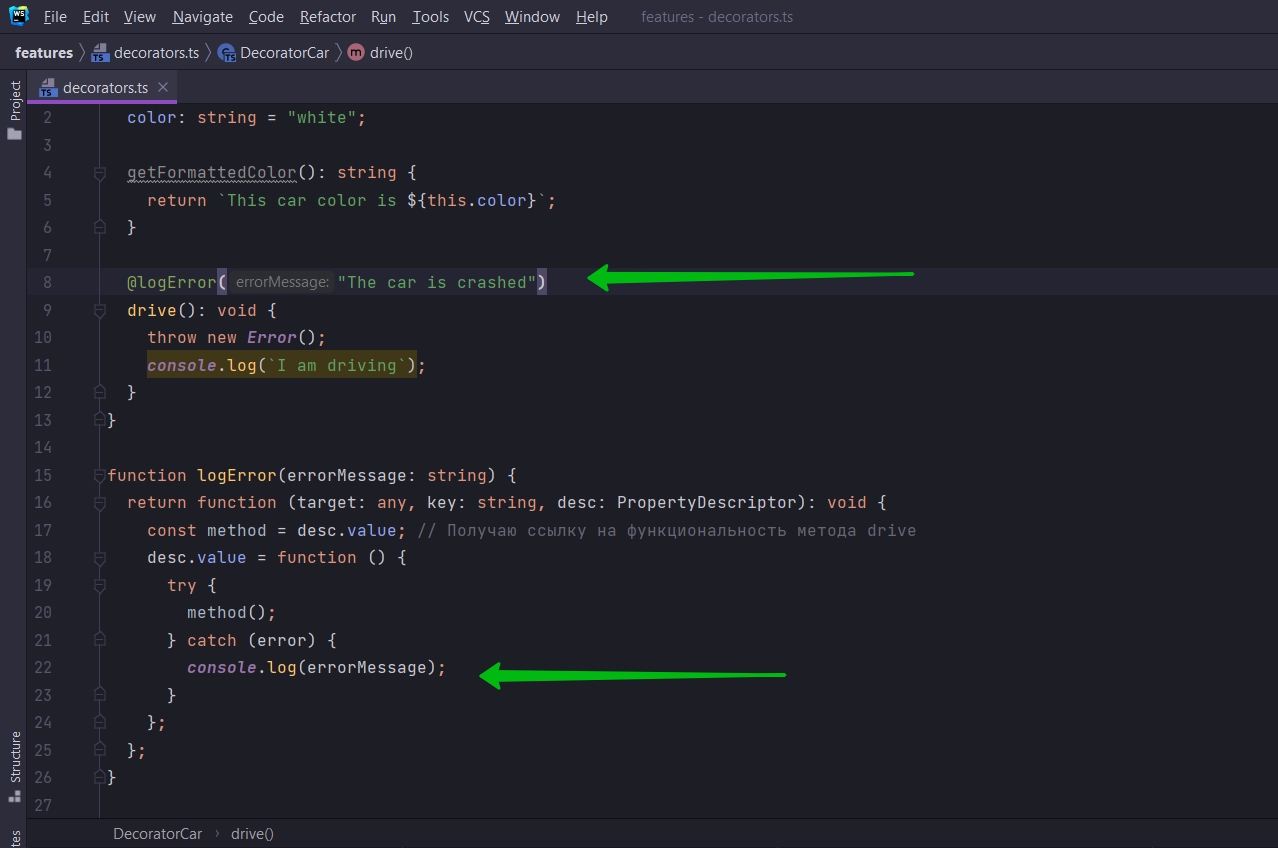 WS File Edit View Navigate Code Refactor Run Tools VCS Window Help features - decorators.ts
features TS decorators.ts TS DecoratorCar m drive()
Project
TS decorators.ts
2 color: string = "white";
3
4 getFormattedColor(): string {
5 return `This car color is ${this.color}`;
6 }
7
8 @logError( errorMessage: "The car is crashed")
9 drive(): void {
10 throw new Error();
11 console.log(`I am driving`);
12 }
13 }
14
15 function logError(errorMessage: string) {
16 return function (target: any, key: string, desc: PropertyDescriptor): void {
17 const method = desc.value; // Получаю ссылку на функциональность метода drive
18 desc.value = function () {
19 try {
20 method();
21 } catch (error) {
22 console.log(errorMessage);
23 }
24 };
25 };
26 }
27
Structure
tes
DecoratorCar › drive()